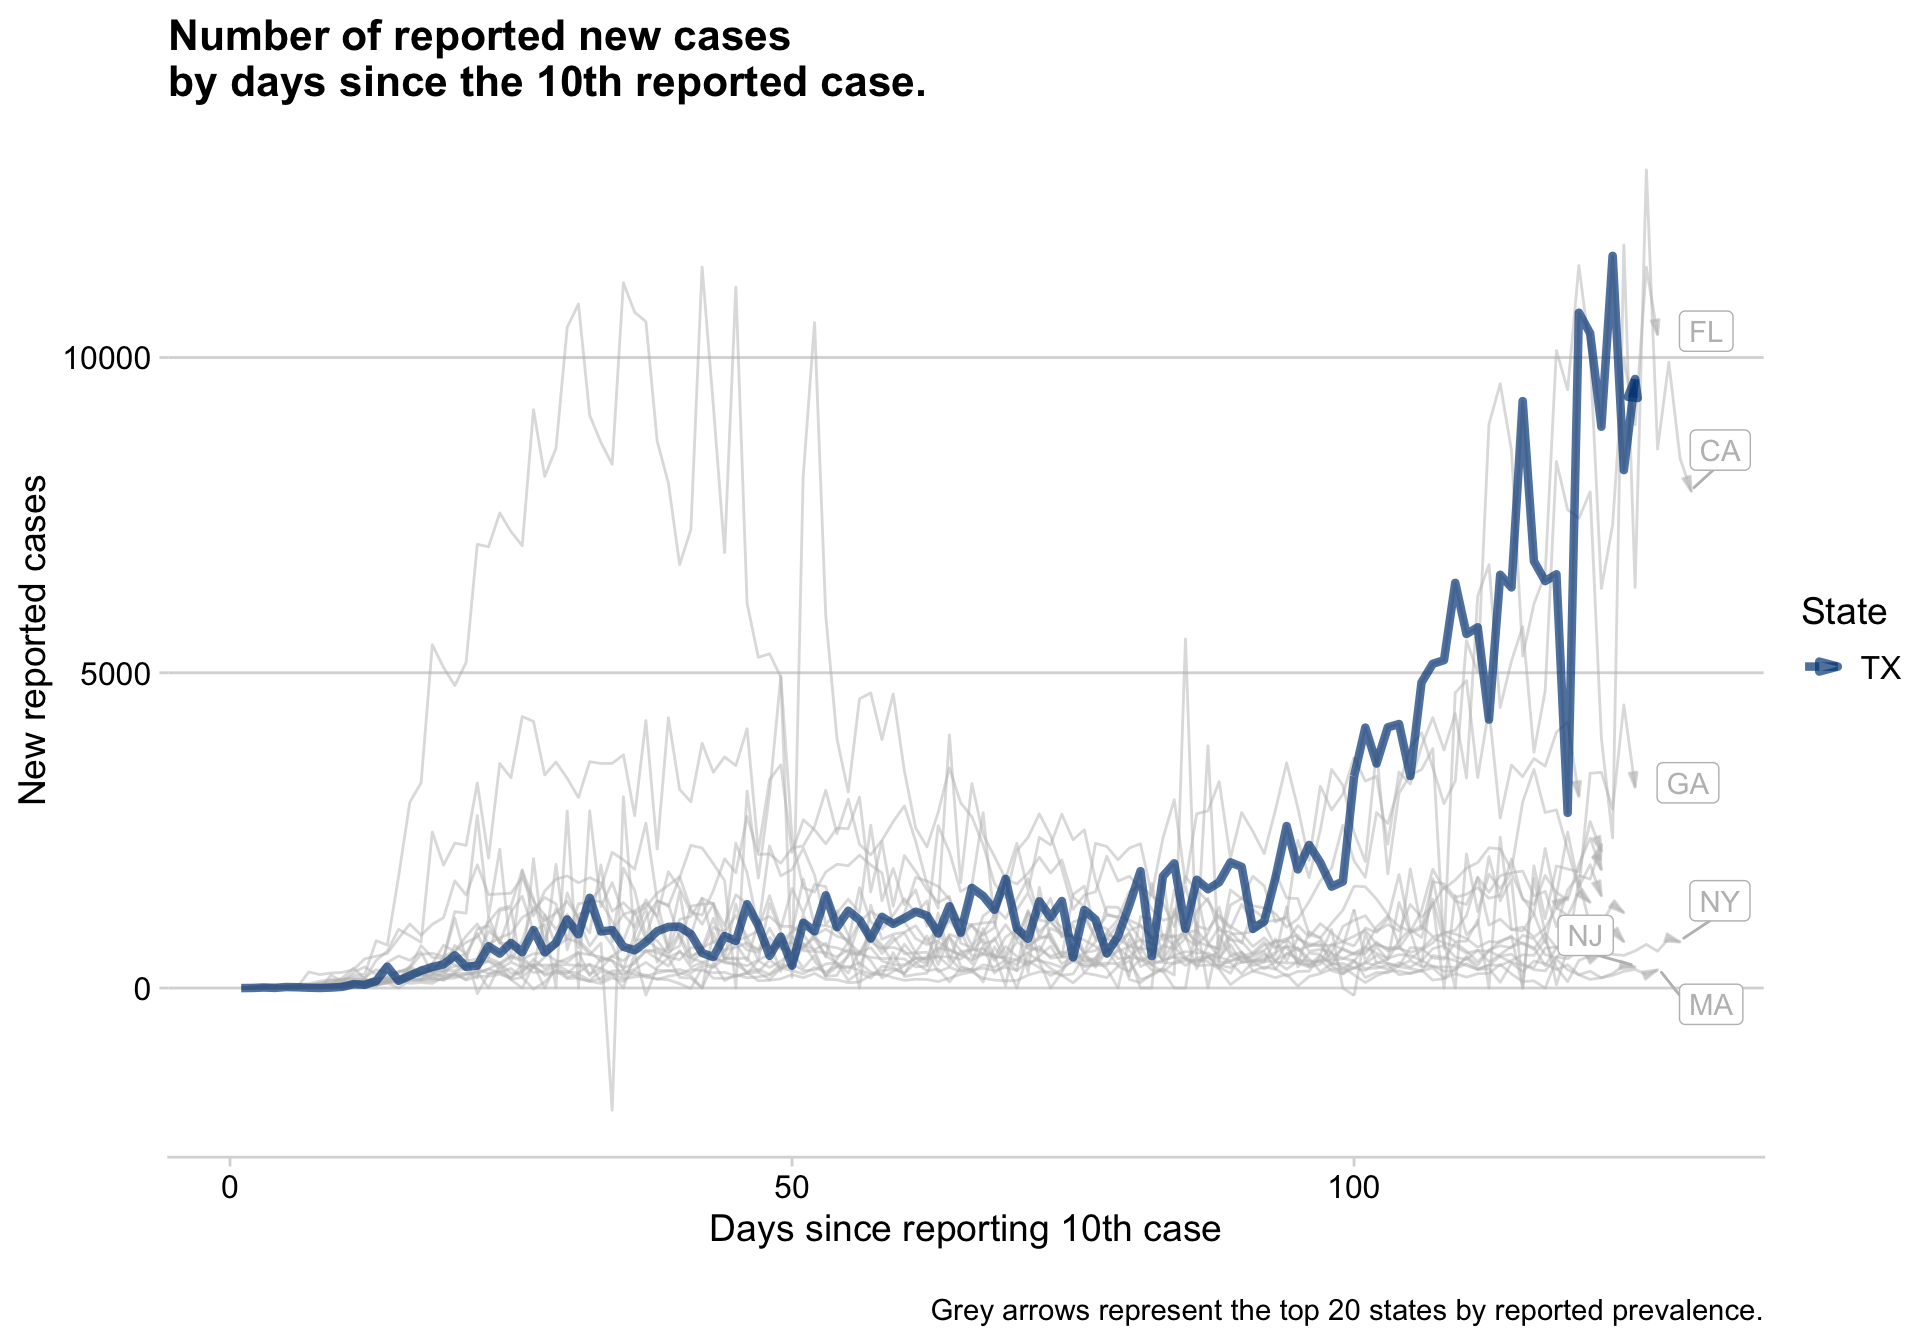 Number of reported new cases
by days since the 10th reported case.
New reported cases
10000
5000
0
FL
CA
GA
NY
NJ
MA
State
TX
0
50
100
Days since reporting 10th case
Grey arrows represent the top 20 states by reported prevalence.